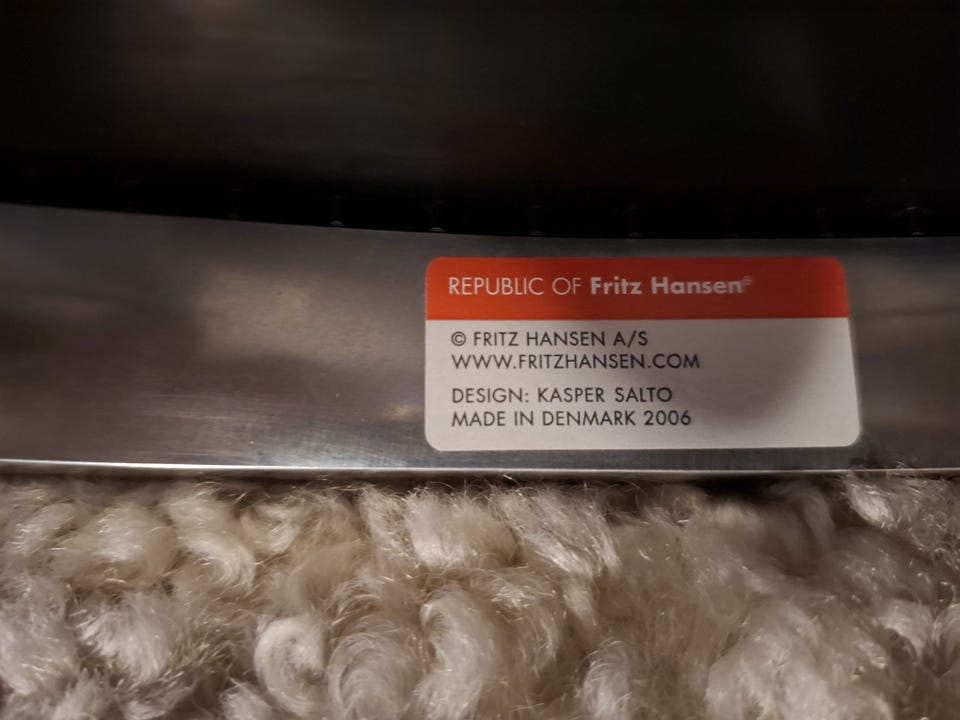 REPUBLIC OF Fritz Hansen®
© FRITZ HANSEN A/S
WWW.FRITZHANSEN.COM
DESIGN: KASPER SALTO
MADE IN DENMARK 2006